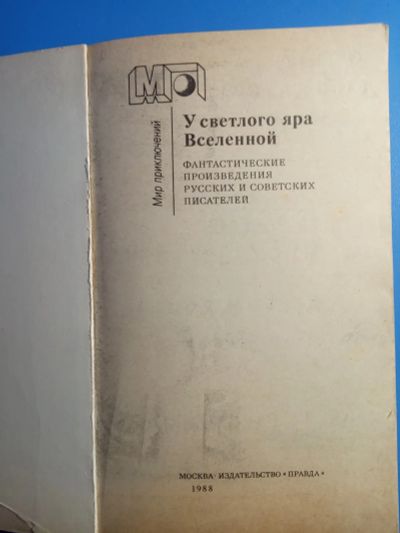 МП
Мир приключений
У светлого яра
Вселенной
ФАНТАСТИЧЕСКИЕ
ПРОИЗВЕДЕНИЯ
РУССКИХ И СОВЕТСКИХ
ПИСАТЕЛЕЙ
МОСКВА · ИЗДАТЕЛЬСТВО «ПРАВДА»
1988